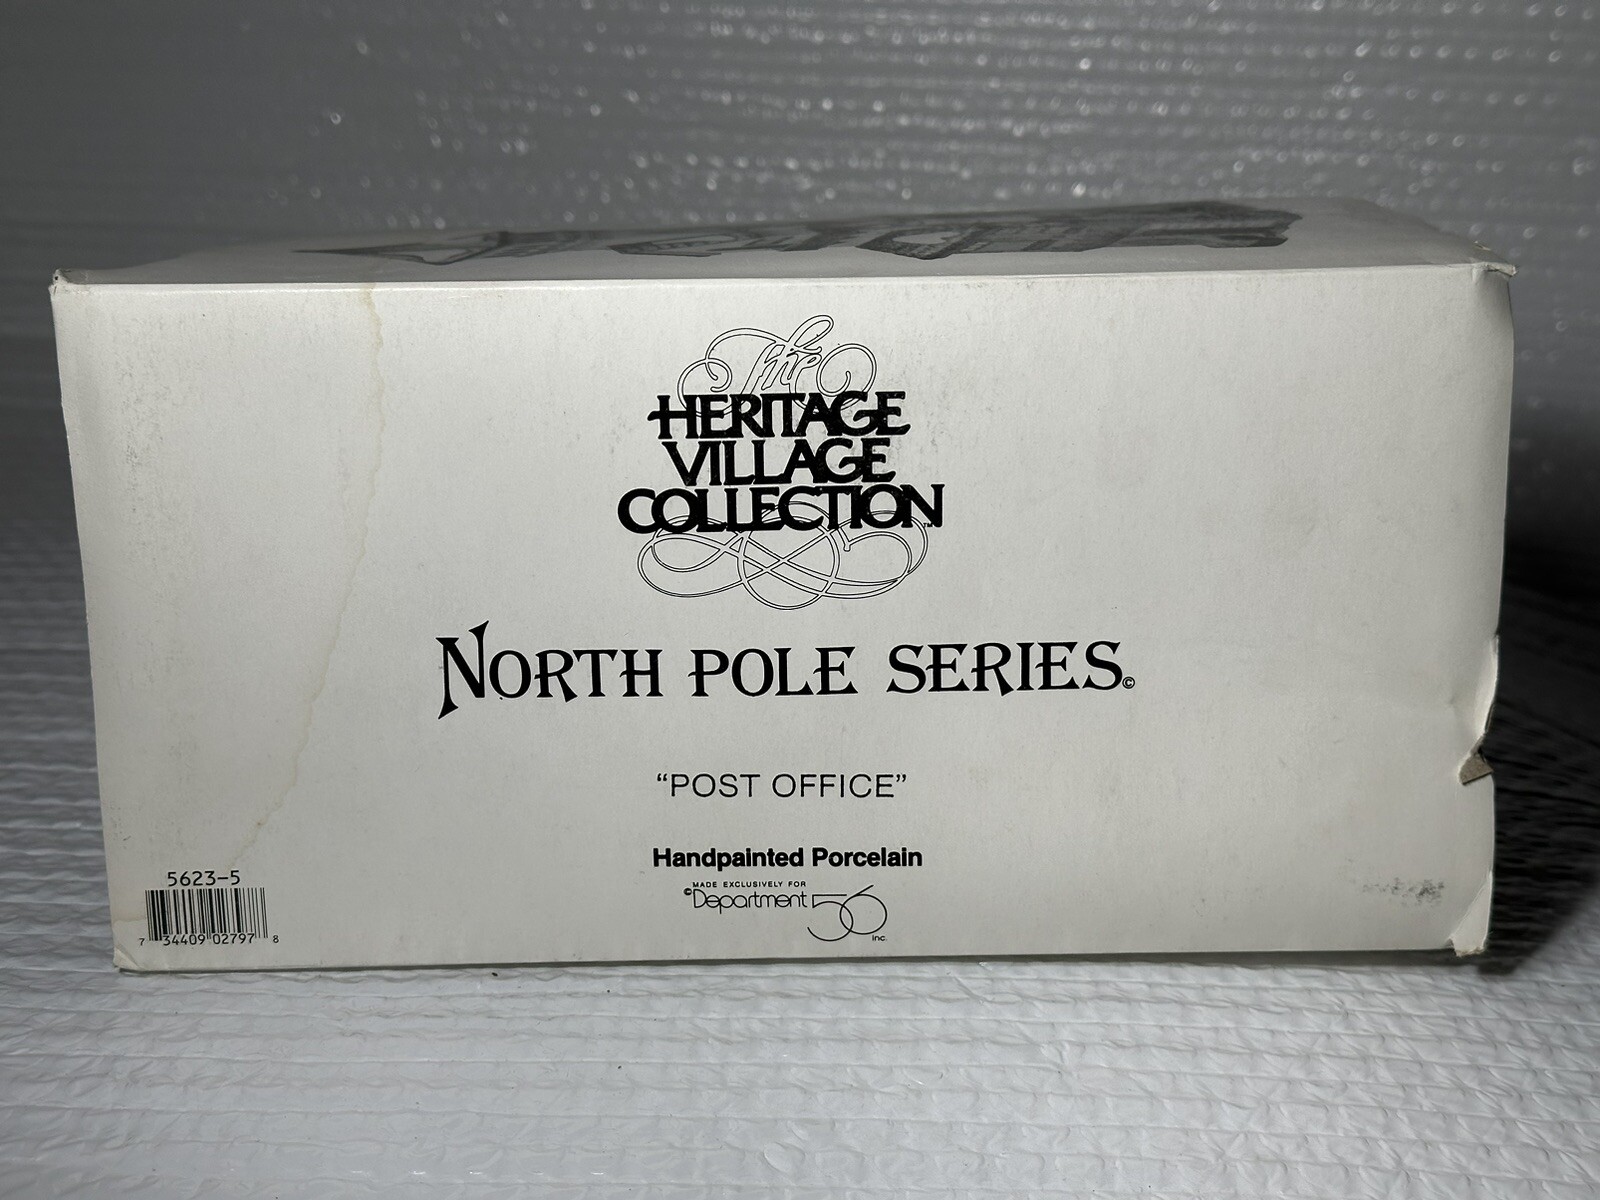 The
HERITAGE
VILLAGE
COLLECTION™
NORTH POLE SERIES©
“POST OFFICE”
Handpainted Porcelain
MADE EXCLUSIVELY FOR
©Department 56
inc.
5623-5
7 34409 02797 8